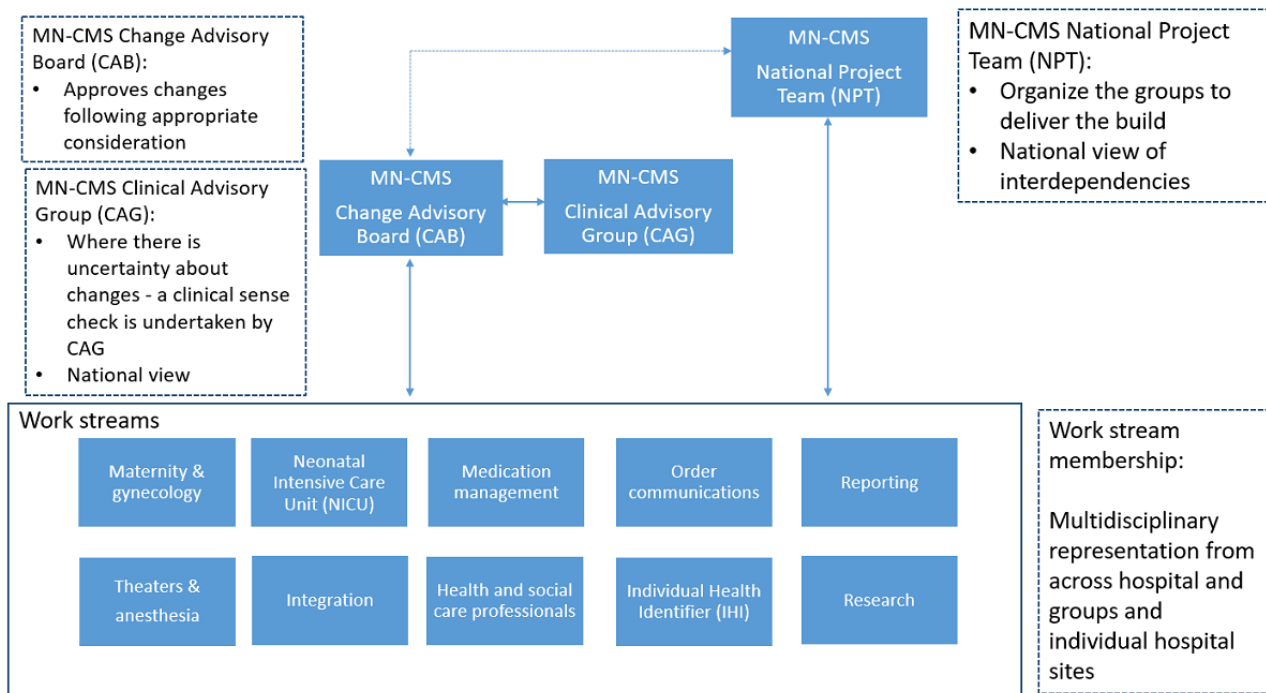 MN-CMS Change Advisory
Board (CAB):
• Approves changes
following appropriate
consideration
MN-CMS Clinical Advisory
Group (CAG):
• Where there is
uncertainty about
changes - a clinical sense
check is undertaken by
CAG
• National view
MN-CMS
National Project
Team (NPT)
MN-CMS National Project
Team (NPT):
• Organize the groups to
deliver the build
• National view of
interdependencies
MN-CMS
Change Advisory
Board (CAB)
MN-CMS
Clinical Advisory
Group (CAG)
Work streams
Maternity &
gynecology
Neonatal
Intensive Care
Unit (NICU)
Medication
management
Order
communications
Reporting
Theaters &
anesthesia
Integration
Health and social
care professionals
Individual Health
Identifier (IHI)
Research
Work stream
membership:
Multidisciplinary
representation from
across hospital and
groups and
individual hospital
sites